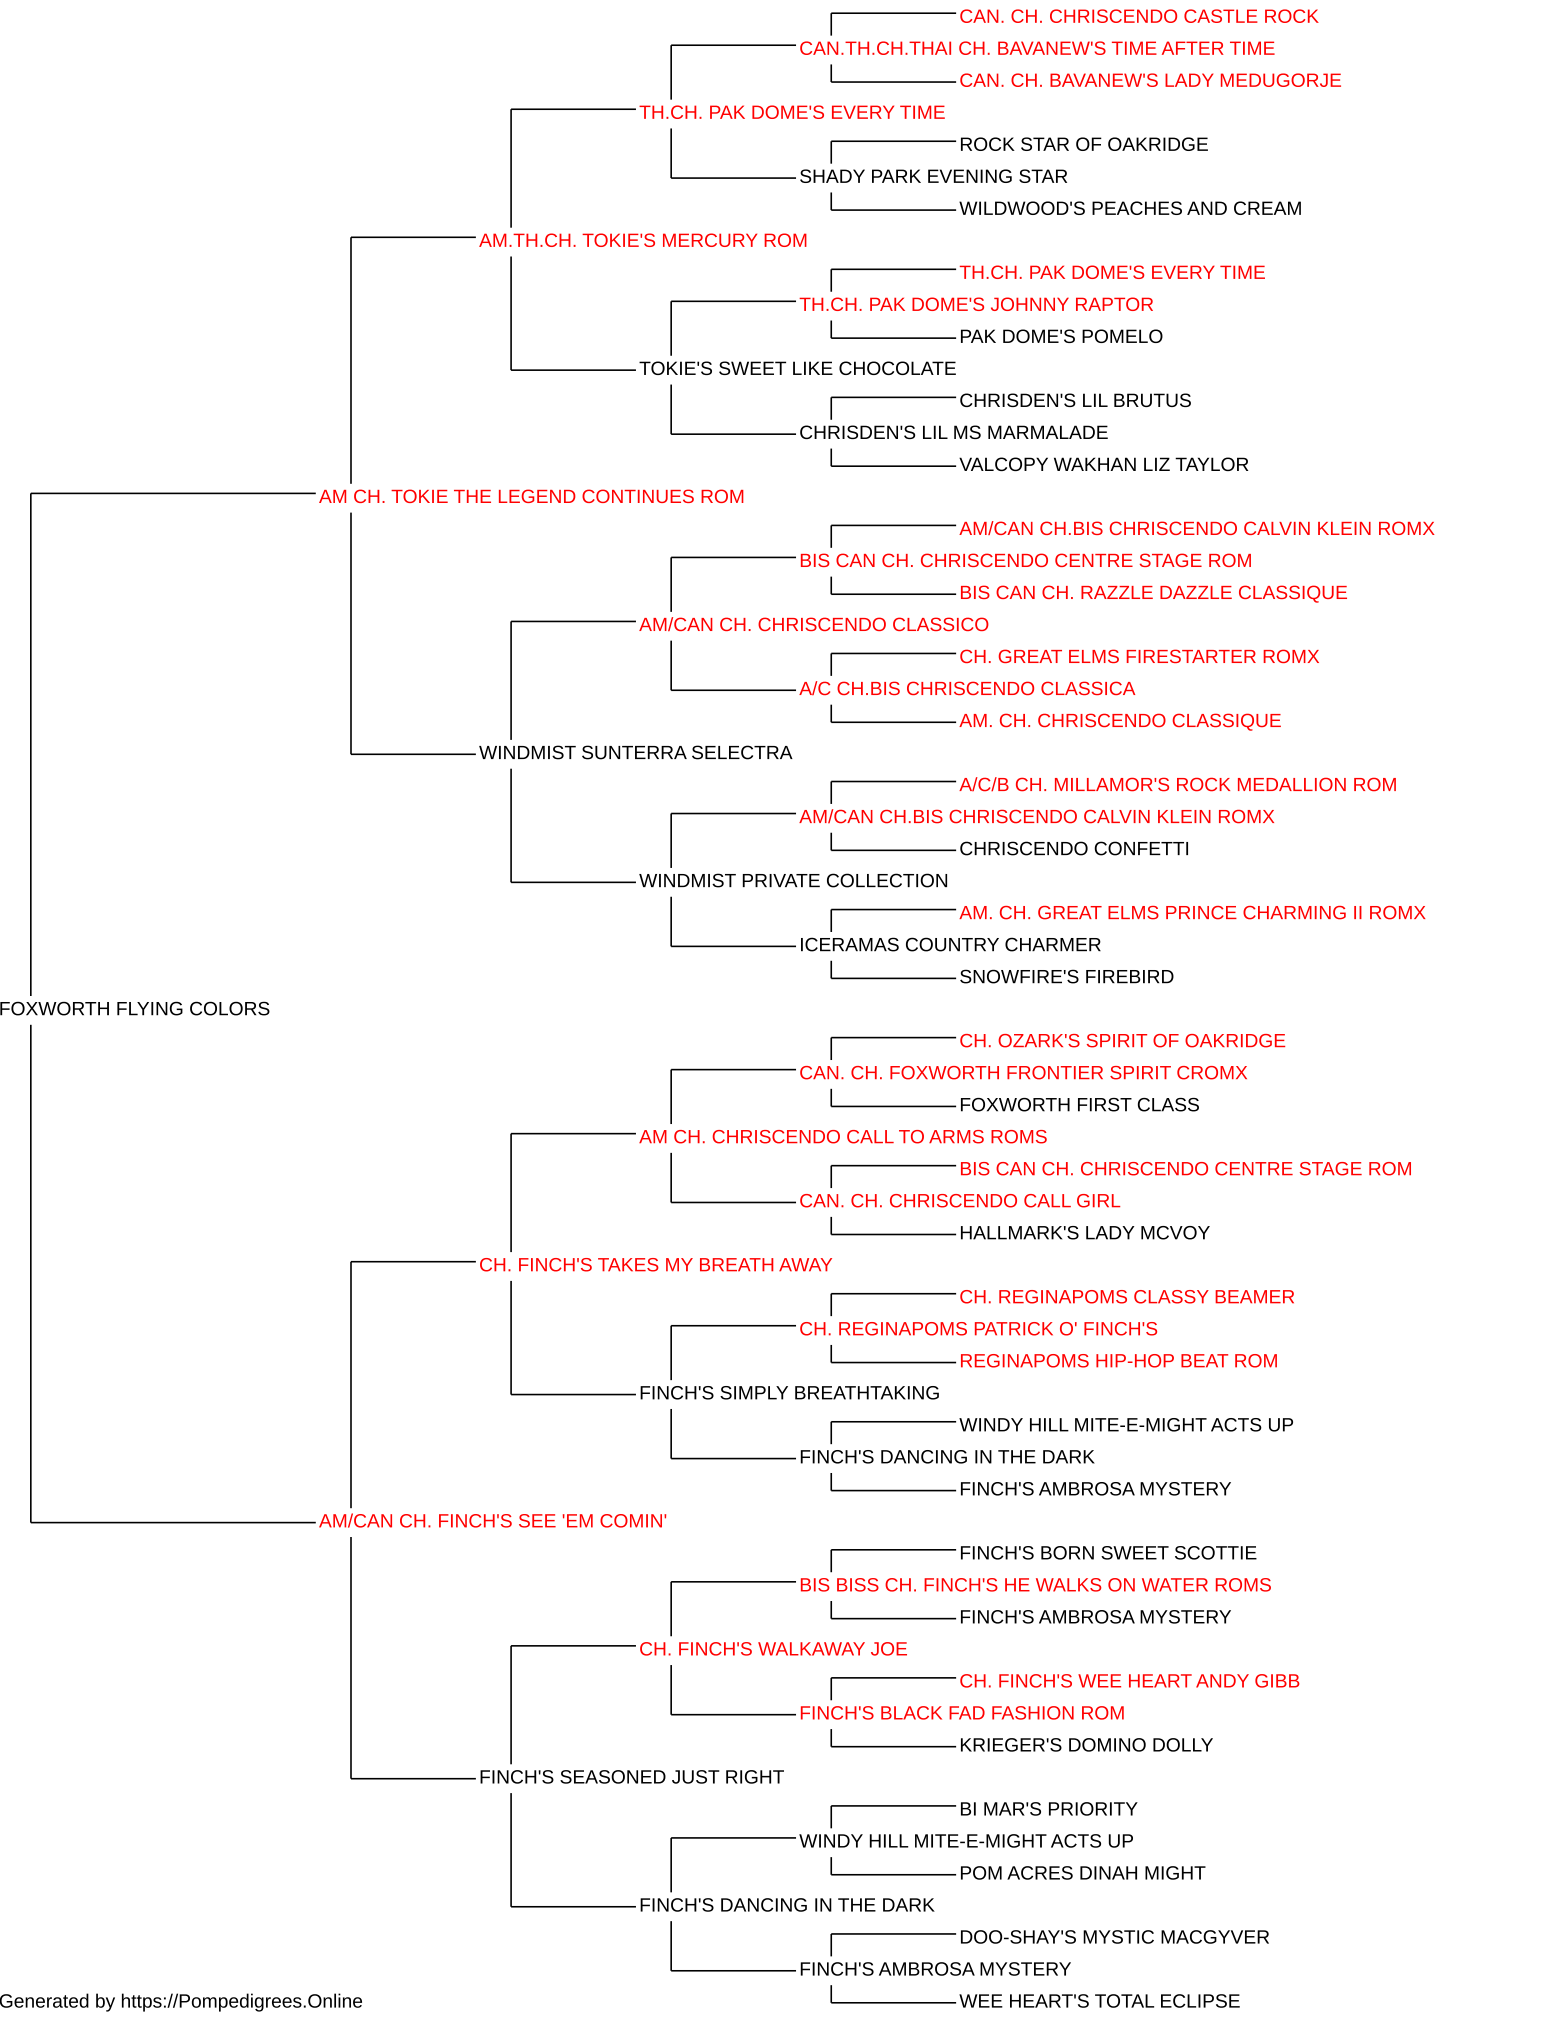 CAN. CH. CHRISCENDO CASTLE ROCK
CAN.TH.CH.THAI CH. BAVANEW'S TIME AFTER TIME
CAN. CH. BAVANEW'S LADY MEDUGORJE
TH.CH. PAK DOME'S EVERY TIME
ROCK STAR OF OAKRIDGE
SHADY PARK EVENING STAR
WILDWOOD'S PEACHES AND CREAM
AM.TH.CH. TOKIE'S MERCURY ROM
TH.CH. PAK DOME'S EVERY TIME
TH.CH. PAK DOME'S JOHNNY RAPTOR
PAK DOME'S POMELO
TOKIE'S SWEET LIKE CHOCOLATE
CHRISDEN'S LIL BRUTUS
CHRISDEN'S LIL MS MARMALADE
VALCOPY WAKHAN LIZ TAYLOR
AM CH. TOKIE THE LEGEND CONTINUES ROM
AM/CAN CH.BIS CHRISCENDO CALVIN KLEIN ROMX
BIS CAN CH. CHRISCENDO CENTRE STAGE ROM
BIS CAN CH. RAZZLE DAZZLE CLASSIQUE
AM/CAN CH. CHRISCENDO CLASSICO
CH. GREAT ELMS FIRESTARTER ROMX
A/C CH.BIS CHRISCENDO CLASSICA
AM. CH. CHRISCENDO CLASSIQUE
WINDMIST SUNTERRA SELECTRA
A/C/B CH. MILLAMOR'S ROCK MEDALLION ROM
AM/CAN CH.BIS CHRISCENDO CALVIN KLEIN ROMX
CHRISCENDO CONFETTI
WINDMIST PRIVATE COLLECTION
AM. CH. GREAT ELMS PRINCE CHARMING II ROMX
ICERAMAS COUNTRY CHARMER
SNOWFIRE'S FIREBIRD
FOXWORTH FLYING COLORS
CH. OZARK'S SPIRIT OF OAKRIDGE
CAN. CH. FOXWORTH FRONTIER SPIRIT CROMX
FOXWORTH FIRST CLASS
AM CH. CHRISCENDO CALL TO ARMS ROMS
BIS CAN CH. CHRISCENDO CENTRE STAGE ROM
CAN. CH. CHRISCENDO CALL GIRL
HALLMARK'S LADY MCVOY
CH. FINCH'S TAKES MY BREATH AWAY
CH. REGINAPOMS CLASSY BEAMER
CH. REGINAPOMS PATRICK O' FINCH'S
REGINAPOMS HIP-HOP BEAT ROM
FINCH'S SIMPLY BREATHTAKING
WINDY HILL MITE-E-MIGHT ACTS UP
FINCH'S DANCING IN THE DARK
FINCH'S AMBROSA MYSTERY
AM/CAN CH. FINCH'S SEE 'EM COMIN'
FINCH'S BORN SWEET SCOTTIE
BIS BISS CH. FINCH'S HE WALKS ON WATER ROMS
FINCH'S AMBROSA MYSTERY
CH. FINCH'S WALKAWAY JOE
CH. FINCH'S WEE HEART ANDY GIBB
FINCH'S BLACK FAD FASHION ROM
KRIEGER'S DOMINO DOLLY
FINCH'S SEASONED JUST RIGHT
BI MAR'S PRIORITY
WINDY HILL MITE-E-MIGHT ACTS UP
POM ACRES DINAH MIGHT
FINCH'S DANCING IN THE DARK
DOO-SHAY'S MYSTIC MACGYVER
FINCH'S AMBROSA MYSTERY
WEE HEART'S TOTAL ECLIPSE
Generated by https://Pompedigrees.Online